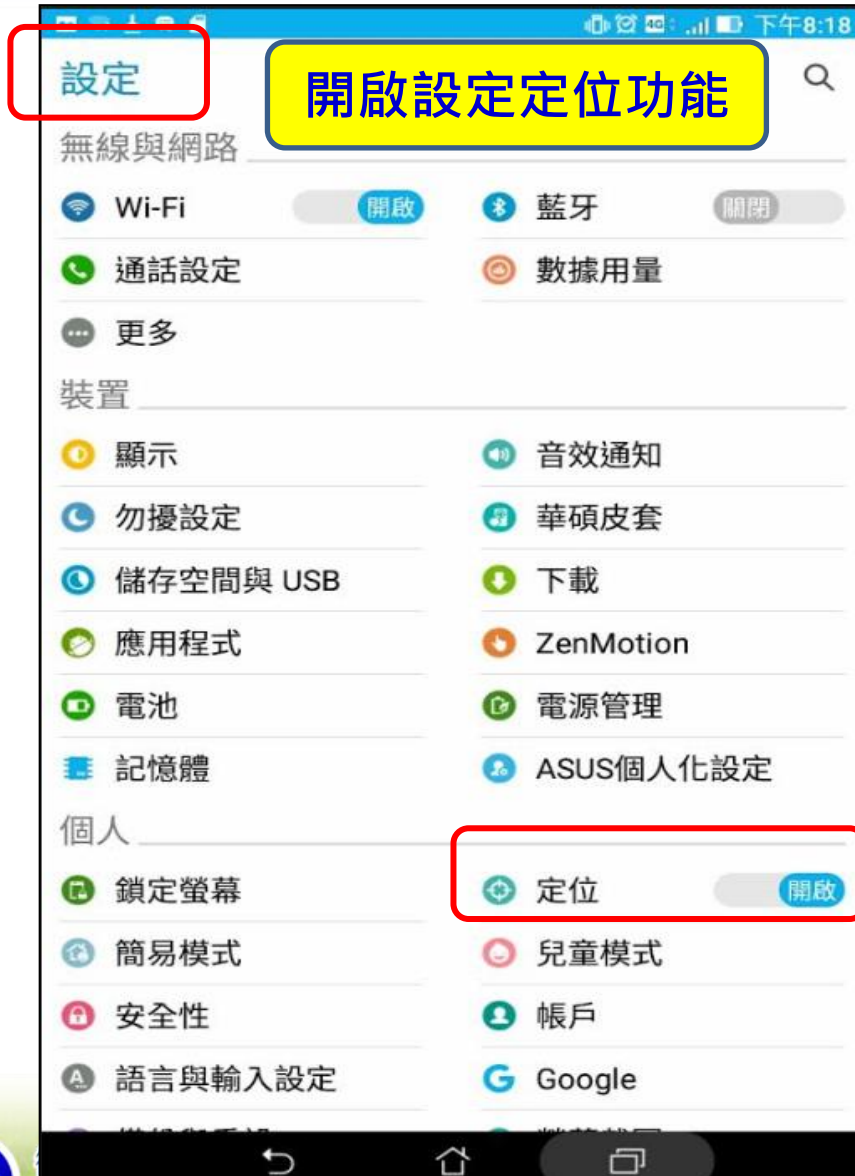 4G 下午8:18
設定
開啟設定定位功能
無線與網路
Wi-Fi 開啟 藍牙 關閉
通話設定 數據用量
更多
裝置
顯示 音效通知
勿擾設定 華碩皮套
儲存空間與 USB 下載
應用程式 ZenMotion
電池 電源管理
記憶體 ASUS個人化設定
個人
鎖定螢幕 定位 開啟
簡易模式 兒童模式
安全性 帳戶
語言與輸入設定 Google